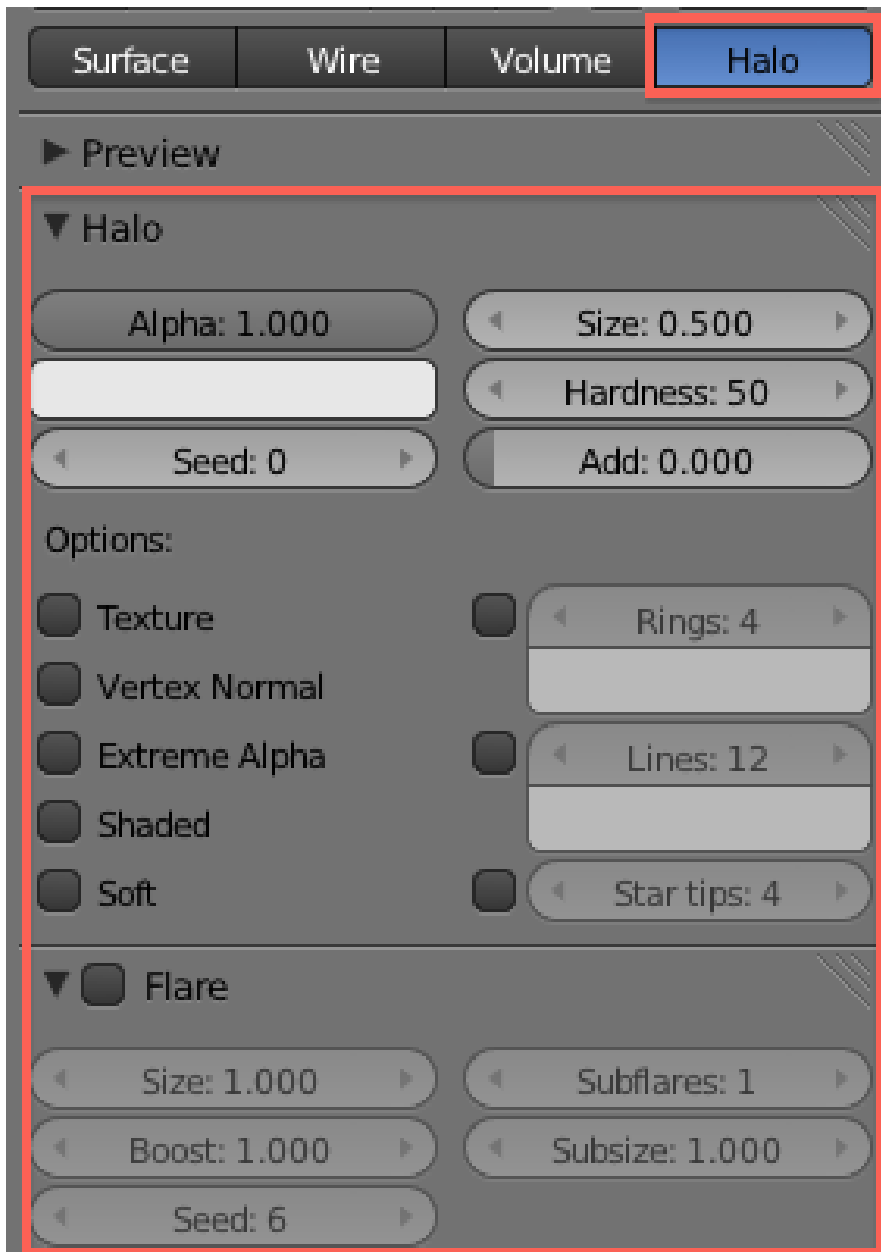 Surface Wire Volume Halo
Preview
Halo
Alpha: 1.000 Size: 0.500
Hardness: 50
Seed: 0 Add: 0.000
Options:
Texture Rings: 4
Vertex Normal
Extreme Alpha Lines: 12
Shaded
Soft Star tips: 4
Flare
Size: 1.000 Subflares: 1
Boost: 1.000 Subsize: 1.000
Seed: 6